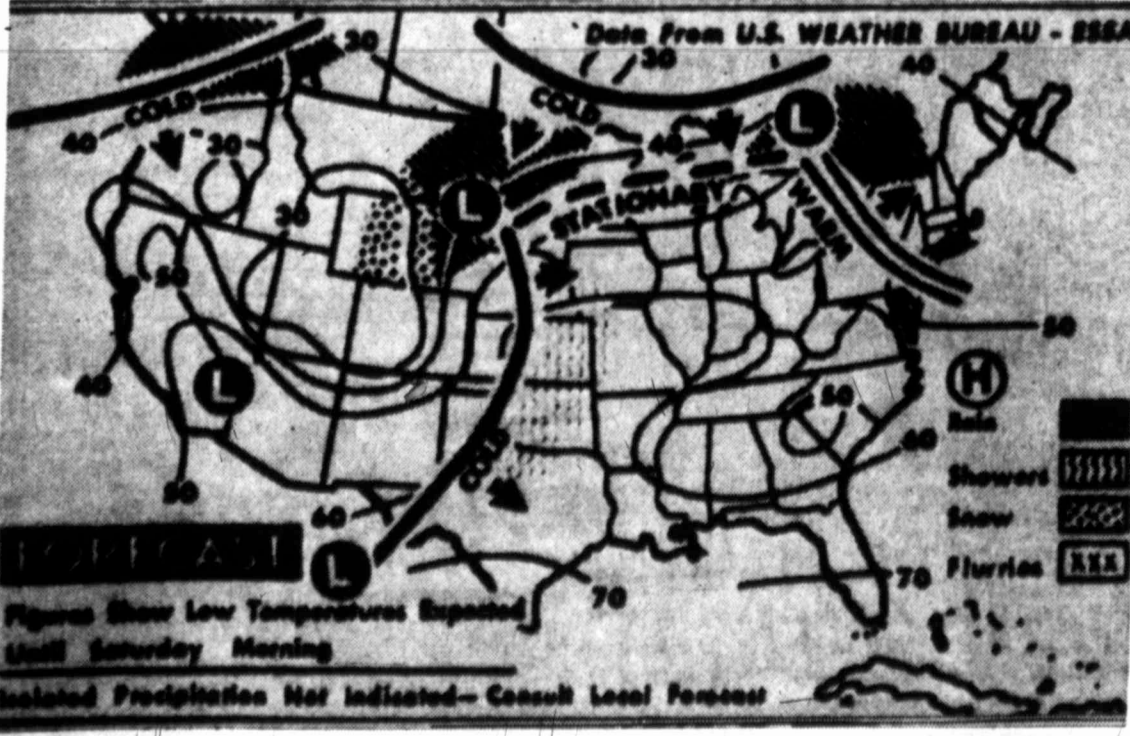 Data From U.S. WEATHER BUREAU - ESSA
30
30
40
COLD
COLD
40
30
40
L
L
STATIONARY
WARM
30
50
50
L
H
40
50
COLD
60
50
60
FORECAST
L
70
70
Rain
Showers
Snow
Flurries
XXX
Figures Show Low Temperatures Expected
Until Saturday Morning
Isolated Precipitation Not Indicated— Consult Local Forecast